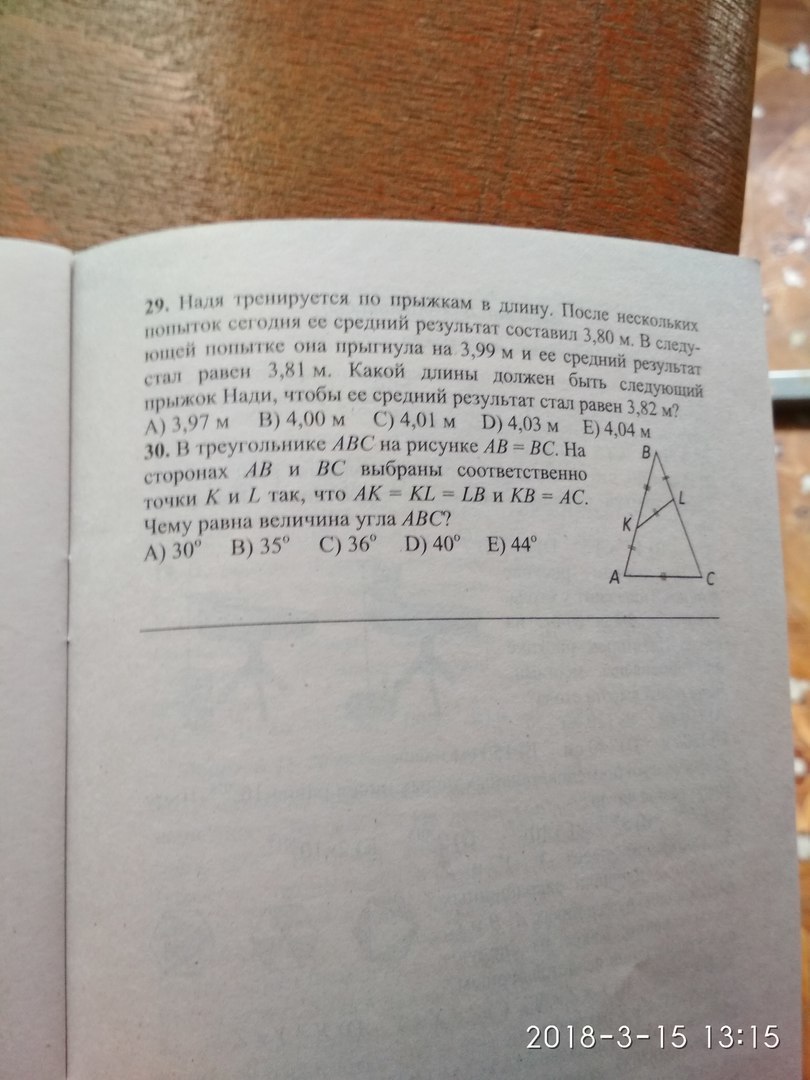 29. Надя тренируется по прыжкам в длину. После нескольких
попыток сегодня ее средний результат составил 3,80 м. В следу-
ющей попытке она прыгнула на 3,99 м и ее средний результат
стал равен 3,81 м. Какой длины должен быть следующий
прыжок Нади, чтобы ее средний результат стал равен 3,82 м?
A) 3,97 м B) 4,00 м C) 4,01 м D) 4,03 м E) 4,04 м
30. В треугольнике ABC на рисунке AB = BC. На
сторонах AB и BC выбраны соответственно
точки K и L так, что AK = KL = LB и KB = AC.
Чему равна величина угла ABC?
A) 30° B) 35° C) 36° D) 40° E) 44°
B
L
K
A C
2018-3-15 13:15